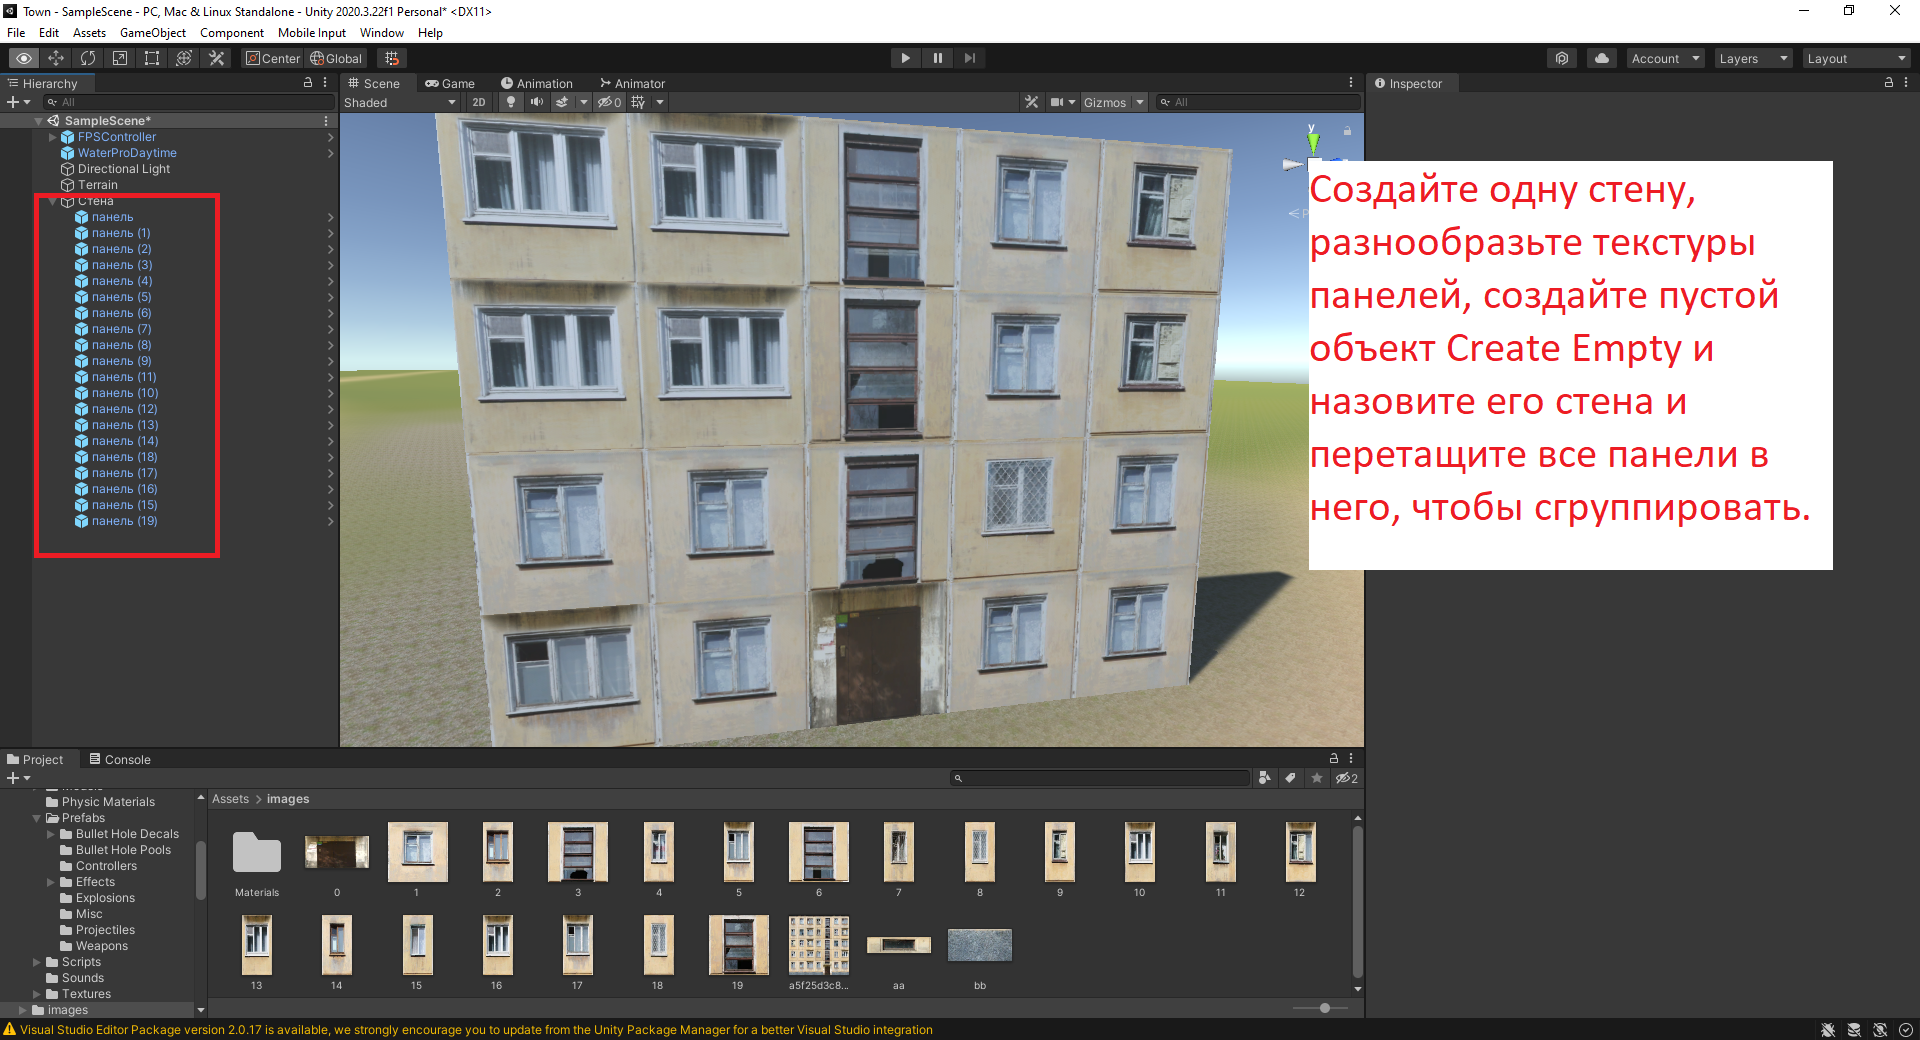 Town - SampleScene - PC, Mac & Linux Standalone - Unity 2020.3.22f1 Personal* <DX11>
File Edit Assets GameObject Component Mobile Input Window Help
Center Global Account Layers Layout
Hierarchy
All
SampleScene*
FPSController
WaterProDaytime
Directional Light
Terrain
Стена
панель
панель (1)
панель (2)
панель (3)
панель (4)
панель (5)
панель (6)
панель (7)
панель (8)
панель (9)
панель (11)
панель (10)
панель (12)
панель (13)
панель (14)
панель (18)
панель (17)
панель (16)
панель (15)
панель (19)
Scene Game Animation Animator
Shaded 2D 0 Gizmos All
y
Inspector
Создайте одну стену,
разнообразьте текстуры
панелей, создайте пустой
объект Create Empty и
назовите его стена и
перетащите все панели в
него, чтобы сгруппировать.
Project Console
2
Physic Materials
Prefabs
Bullet Hole Decals
Bullet Hole Pools
Controllers
Effects
Explosions
Misc
Projectiles
Weapons
Scripts
Sounds
Textures
images
Assets > images
Materials 0 1 2 3 4 5 6 7 8 9 10 11 12
13 14 15 16 17 18 19 a5f25d3c8... aa bb
Visual Studio Editor Package version 2.0.17 is available, we strongly encourage you to update from the Unity Package Manager for a better Visual Studio integration